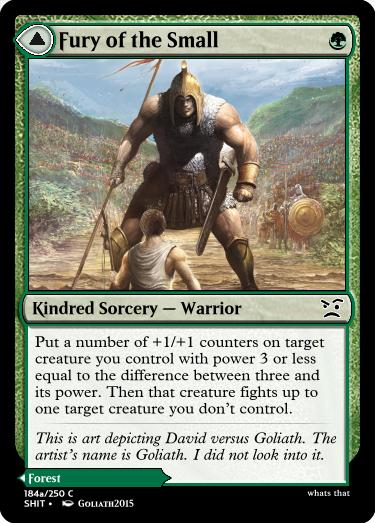 Fury of the Small
Kindred Sorcery — Warrior
Put a number of +1/+1 counters on target
creature you control with power 3 or less
equal to the difference between three and
its power. Then that creature fights up to
one target creature you don't control.
This is art depicting David versus Goliath. The
artist's name is Goliath. I did not look into it.
Forest
184a/250 C
whats that
SHIT • Goliath2015